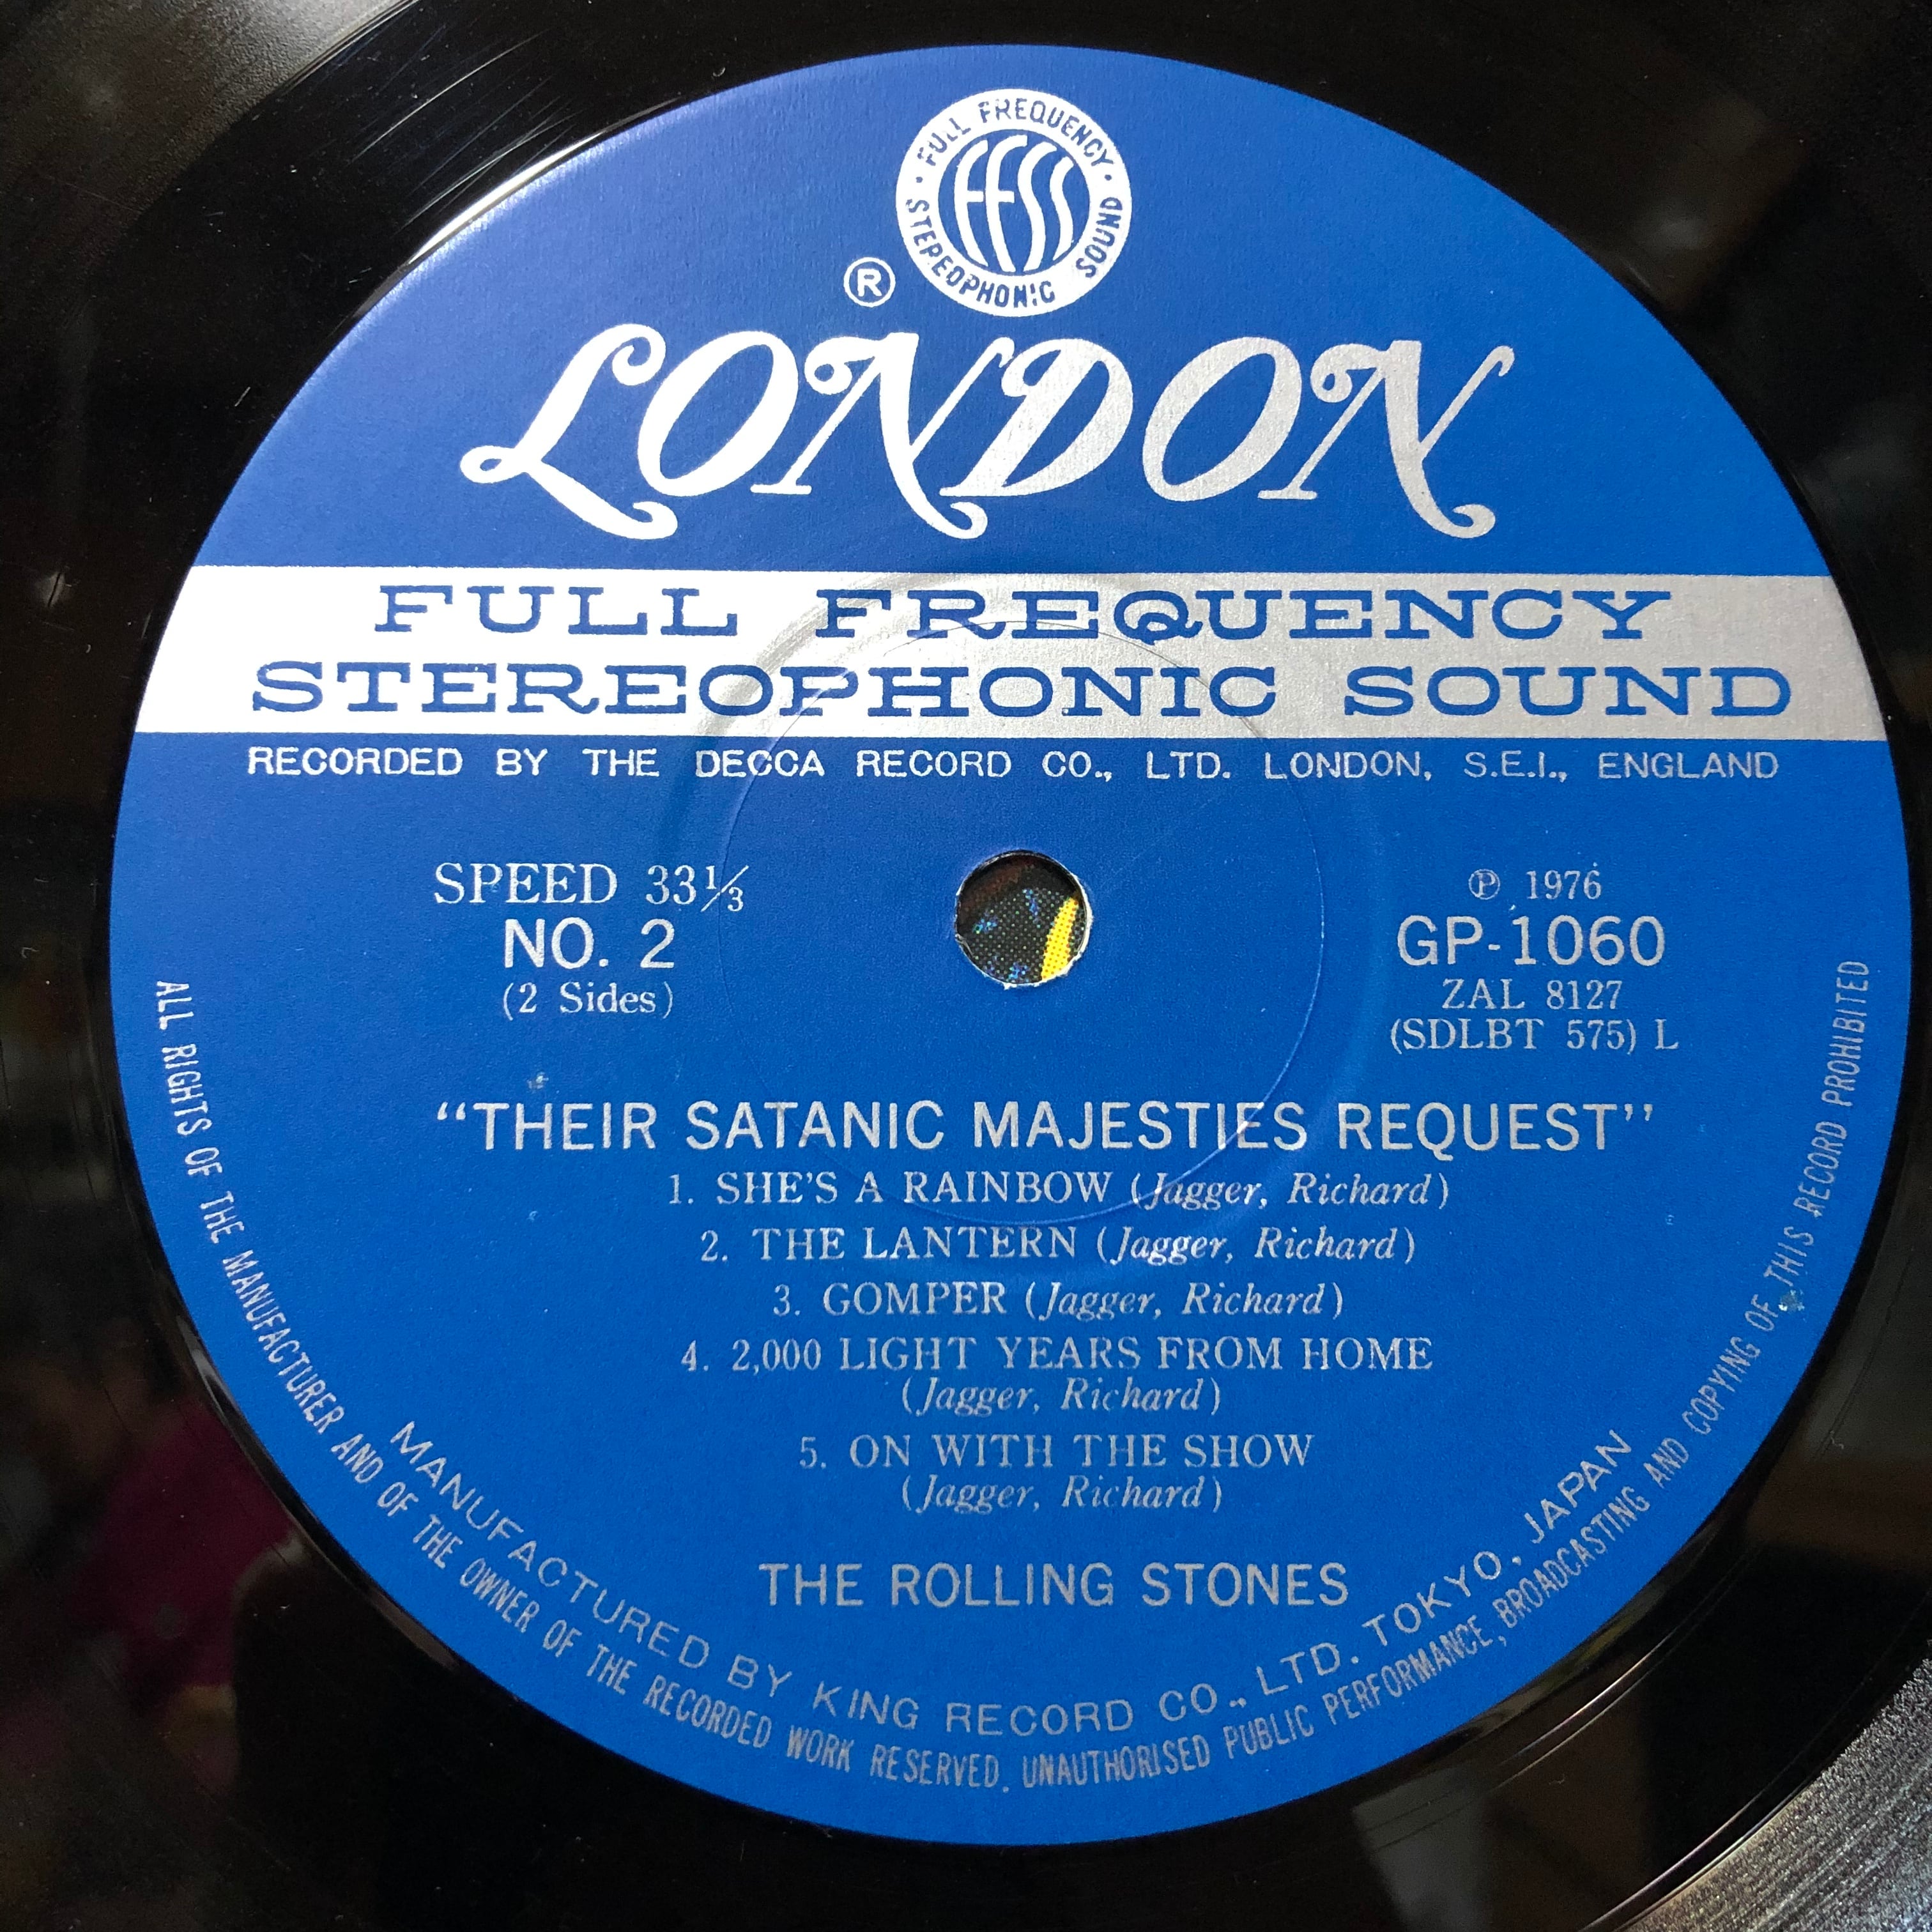 FULL FREQUENCY
STEREOPHONIC SOUND
FFSS
®
LONDON
FULL FREQUENCY
STEREOPHONIC SOUND
RECORDED BY THE DECCA RECORD CO., LTD. LONDON, S.E.I., ENGLAND
SPEED 33⅓
NO. 2
(2 Sides)
℗ 1976
GP-1060
ZAL 8127
(SDLBT 575) L
“THEIR SATANIC MAJESTIES REQUEST”
1. SHE'S A RAINBOW (Jagger, Richard)
2. THE LANTERN (Jagger, Richard)
3. GOMPER (Jagger, Richard)
4. 2,000 LIGHT YEARS FROM HOME
(Jagger, Richard)
5. ON WITH THE SHOW
(Jagger, Richard)
THE ROLLING STONES
MANUFACTURED BY KING RECORD CO., LTD. TOKYO, JAPAN
ALL RIGHTS OF THE MANUFACTURER AND OF THE OWNER OF THE RECORDED WORK RESERVED. UNAUTHORISED PUBLIC PERFORMANCE, BROADCASTING AND COPYING OF THIS RECORD PROHIBITED